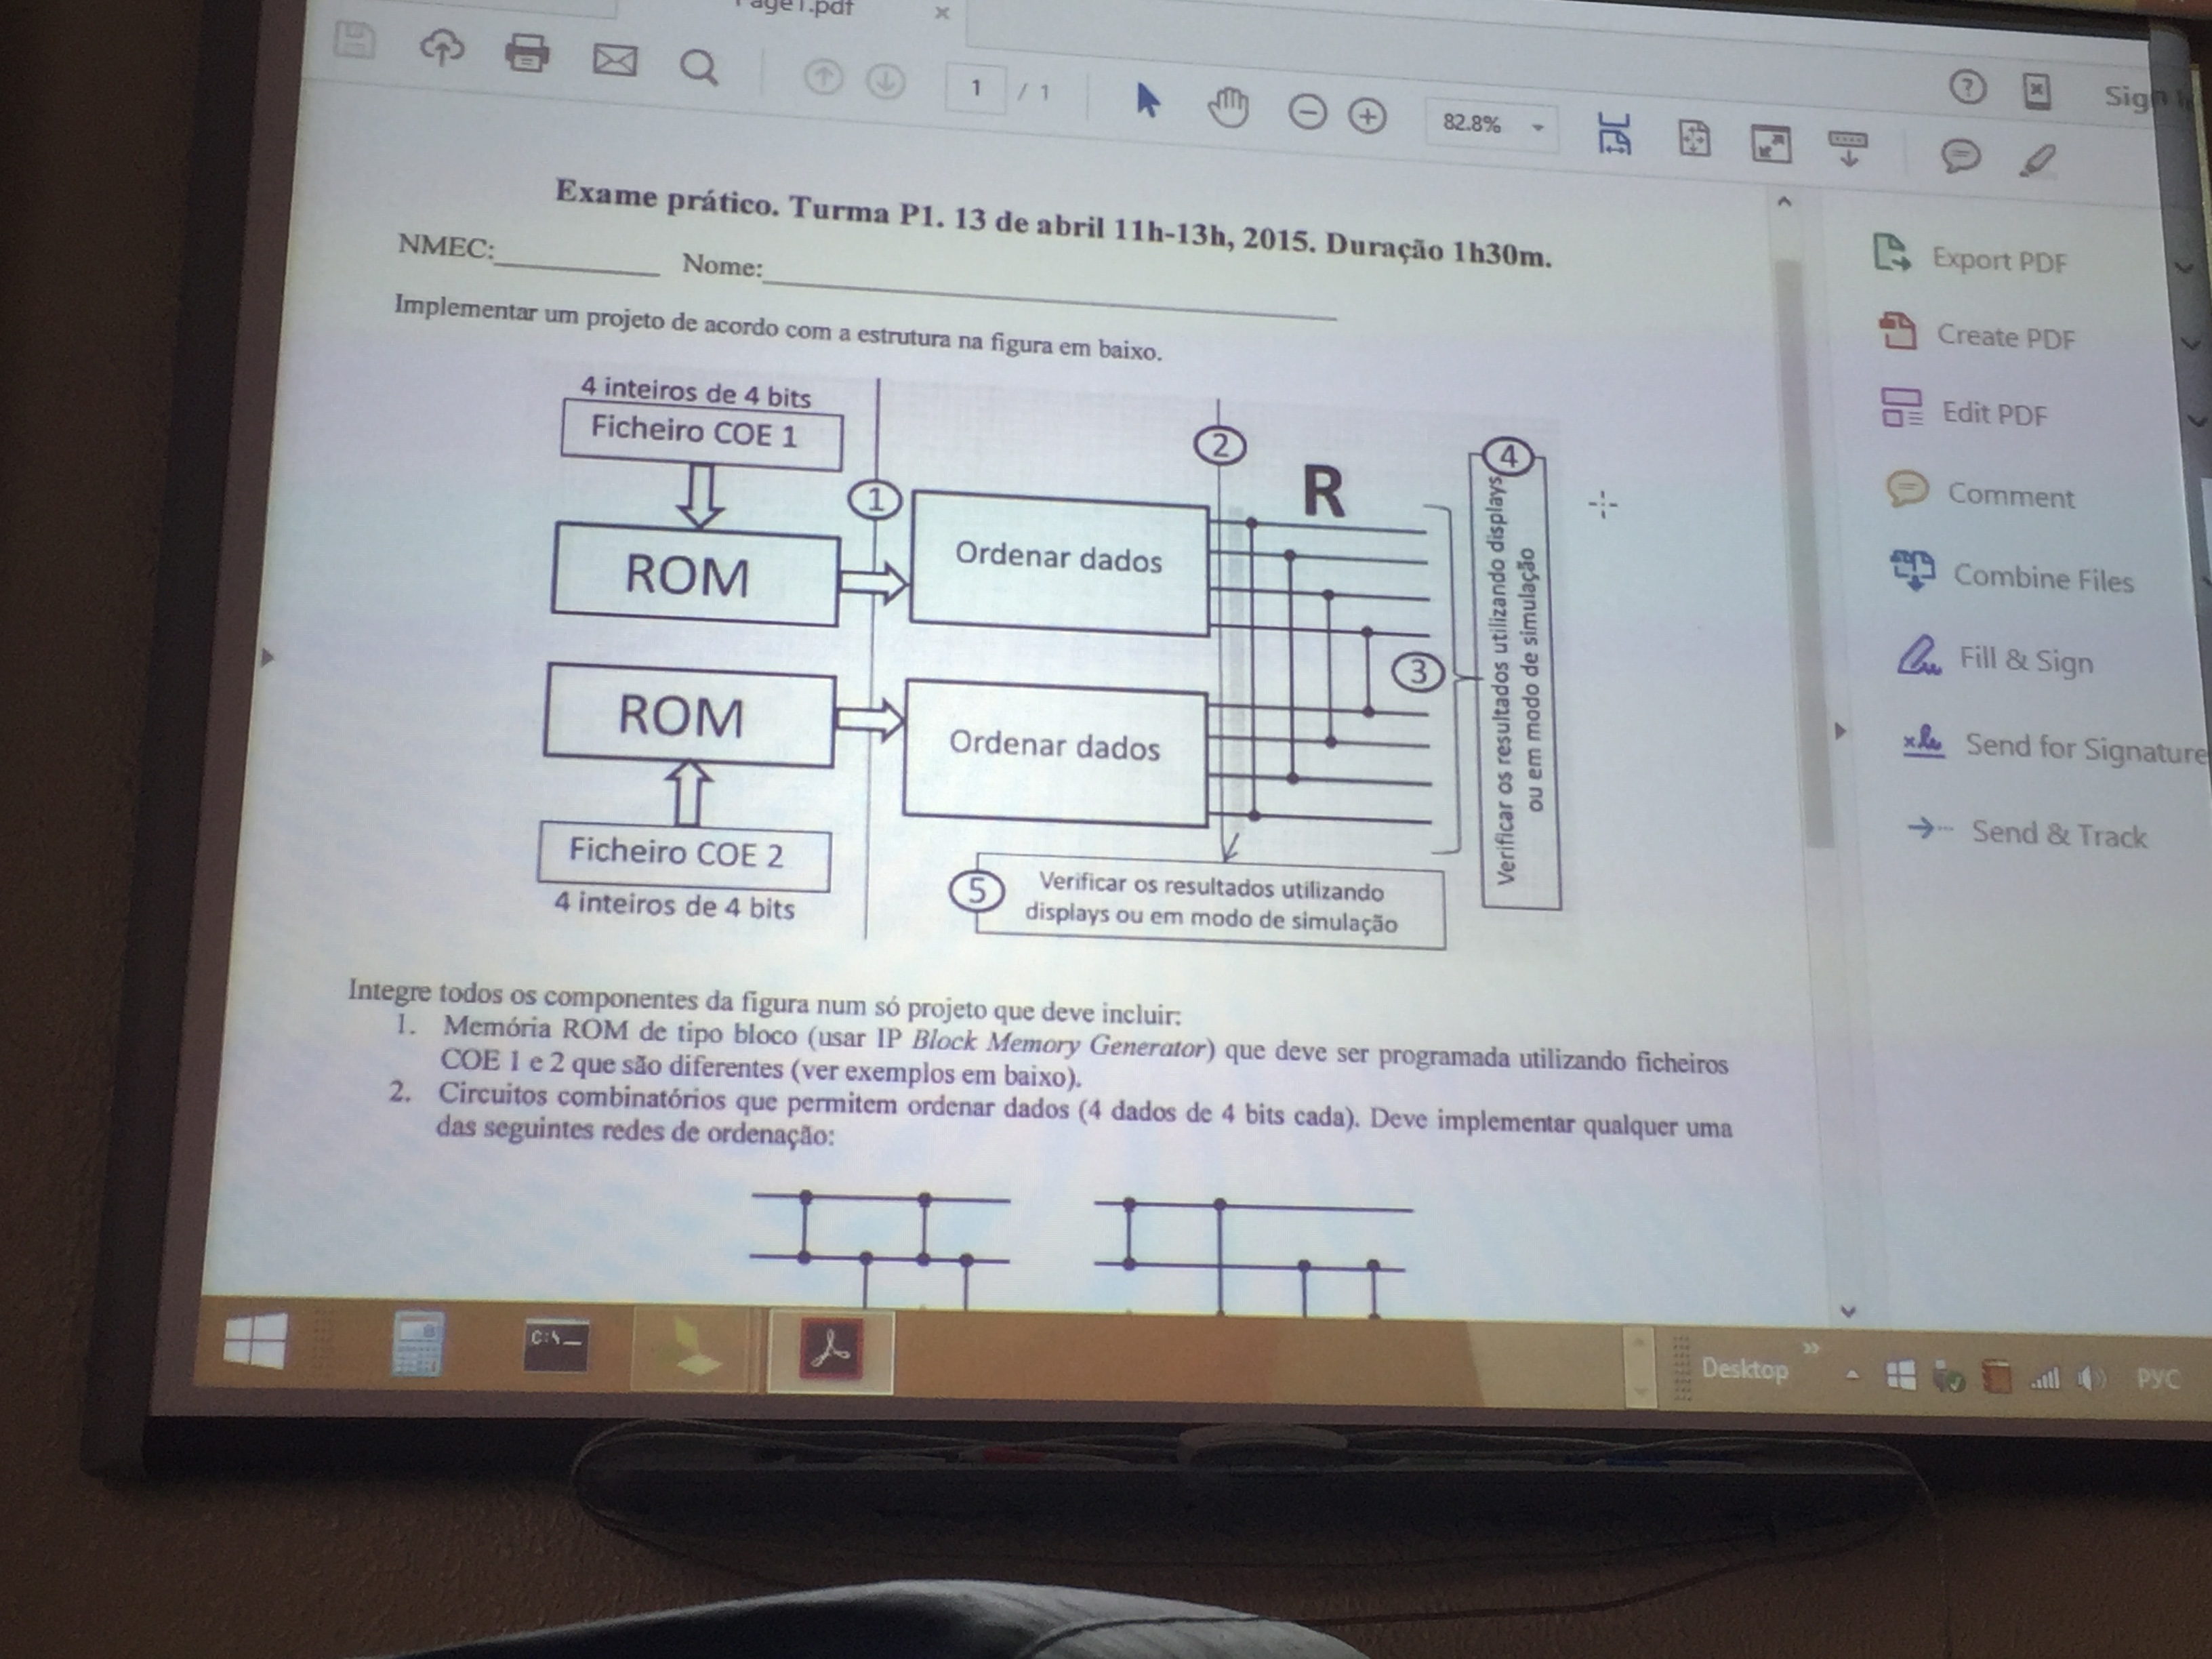 1 / 1
82.8%
Exame prático. Turma P1. 13 de abril 11h-13h, 2015. Duração 1h30m.
NMEC: Nome:
Implementar um projeto de acordo com a estrutura na figura em baixo.
4 inteiros de 4 bits
Ficheiro COE 1
ROM
1
Ordenar dados
2
R
3
4
Verificar os resultados utilizando displays
ou em modo de simulação
ROM
Ordenar dados
Ficheiro COE 2
4 inteiros de 4 bits
5
Verificar os resultados utilizando
displays ou em modo de simulação
Integre todos os componentes da figura num só projeto que deve incluir:
1. Memória ROM de tipo bloco (usar IP Block Memory Generator) que deve ser programada utilizando ficheiros
COE 1 e 2 que são diferentes (ver exemplos em baixo).
2. Circuitos combinatórios que permitem ordenar dados (4 dados de 4 bits cada). Deve implementar qualquer uma
das seguintes redes de ordenação:
Export PDF
Create PDF
Edit PDF
Comment
Combine Files
Fill & Sign
Send for Signature
Send & Track
C:\_
Desktop
РУС